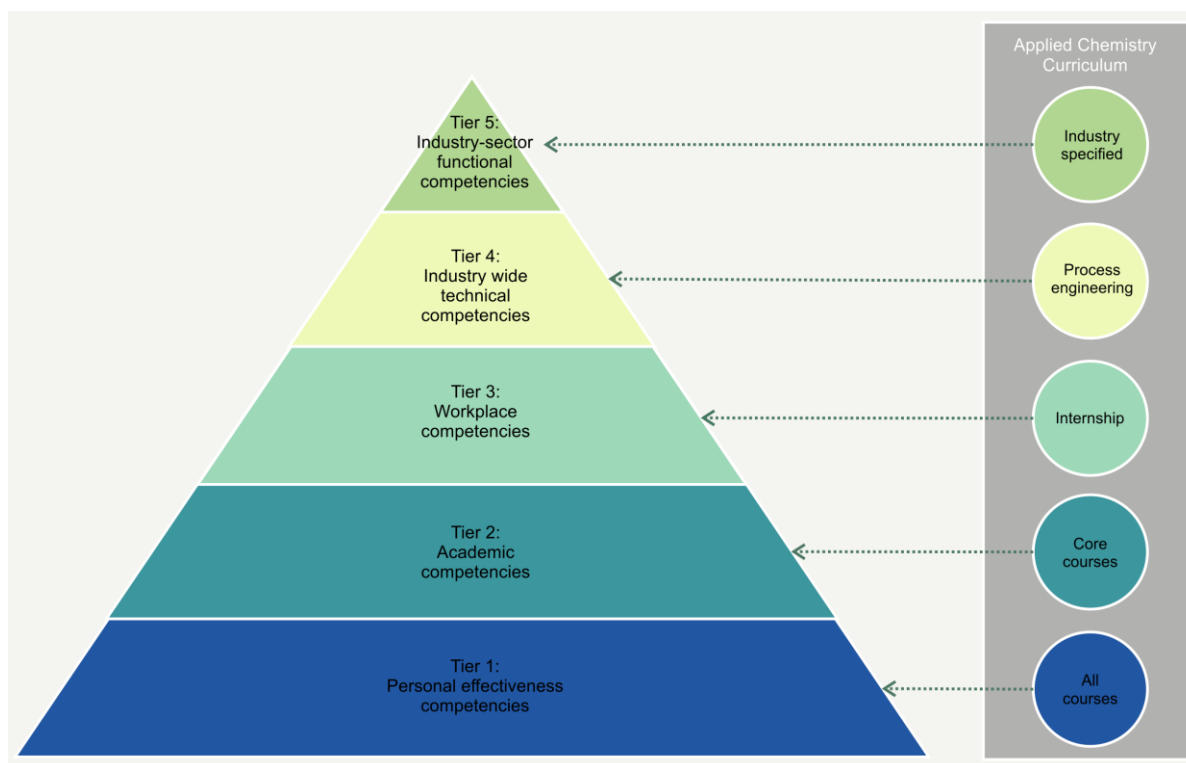 Applied Chemistry
Curriculum
Tier 5:
Industry-sector
functional
competencies
Industry
specified
Tier 4:
Industry wide
technical
competencies
Process
engineering
Tier 3:
Workplace
competencies
Internship
Tier 2:
Academic
competencies
Core
courses
Tier 1:
Personal effectiveness
competencies
All
courses